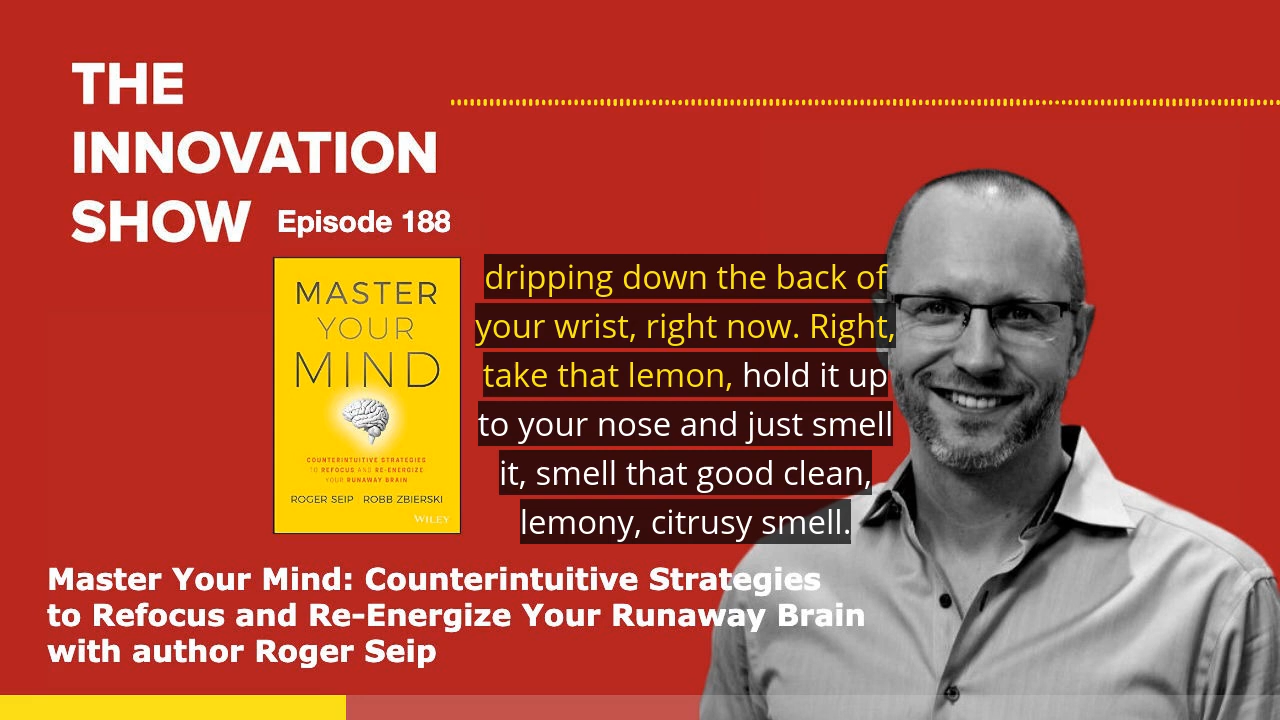 THE
INNOVATION
SHOW
Episode 188
MASTER
YOUR
MIND
COUNTERINTUITIVE STRATEGIES
TO REFOCUS AND RE-ENERGIZE
YOUR RUNAWAY BRAIN
ROGER SEIP ROBB ZBIERSKI
WILEY
dripping down the back of
your wrist, right now. Right,
take that lemon, hold it up
to your nose and just smell
it, smell that good clean,
lemony, citrusy smell.
Master Your Mind: Counterintuitive Strategies
to Refocus and Re-Energize Your Runaway Brain
with author Roger Seip